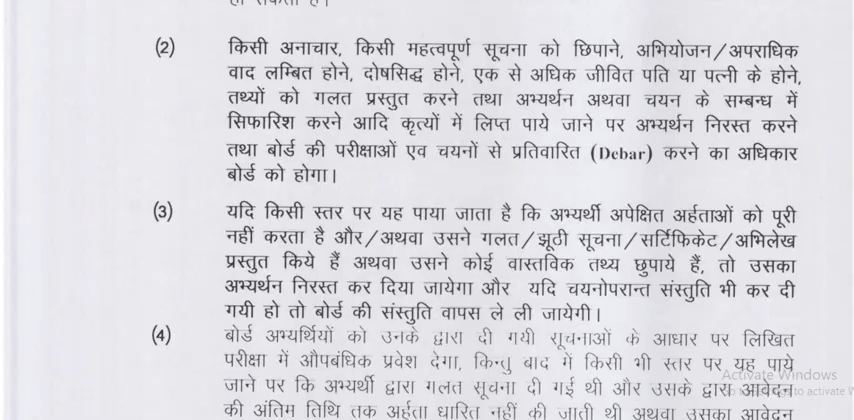 हो सकता है।
(2) किसी अनाचार, किसी महत्वपूर्ण सूचना को छिपाने, अभियोजन/अपराधिक
वाद लम्बित होने, दोषसिद्ध होने, एक से अधिक जीवित पति या पत्नी के होने,
तथ्यों को गलत प्रस्तुत करने तथा अभ्यर्थन अथवा चयन के सम्बन्ध में
सिफारिश करने आदि कृत्यों में लिप्त पाये जाने पर अभ्यर्थन निरस्त करने
तथा बोर्ड की परीक्षाओं एव चयनों से प्रतिवारित (Debar) करने का अधिकार
बोर्ड को होगा।
(3) यदि किसी स्तर पर यह पाया जाता है कि अभ्यर्थी अपेक्षित अर्हताओं को पूरी
नहीं करता है और/अथवा उसने गलत/झूठी सूचना/सर्टिफिकेट/अभिलेख
प्रस्तुत किये हैं अथवा उसने कोई वास्तविक तथ्य छुपाये हैं, तो उसका
अभ्यर्थन निरस्त कर दिया जायेगा और यदि चयनोपरान्त संस्तुति भी कर दी
गयी हो तो बोर्ड की संस्तुति वापस ले ली जायेगी।
(4) बोर्ड अभ्यर्थियों को उनके द्वारा दी गयी सूचनाओं के आधार पर लिखित
परीक्षा में औपबंधिक प्रवेश देगा, किन्तु बाद में किसी भी स्तर पर यह पाये
Activate Windows
जाने पर कि अभ्यर्थी द्वारा गलत सूचना दी गई थी और उसके द्वारा आवेदन
to activate W
की अंतिम तिथि तक अर्हता धारित नहीं की जाती थी अथवा उसका आवेदन